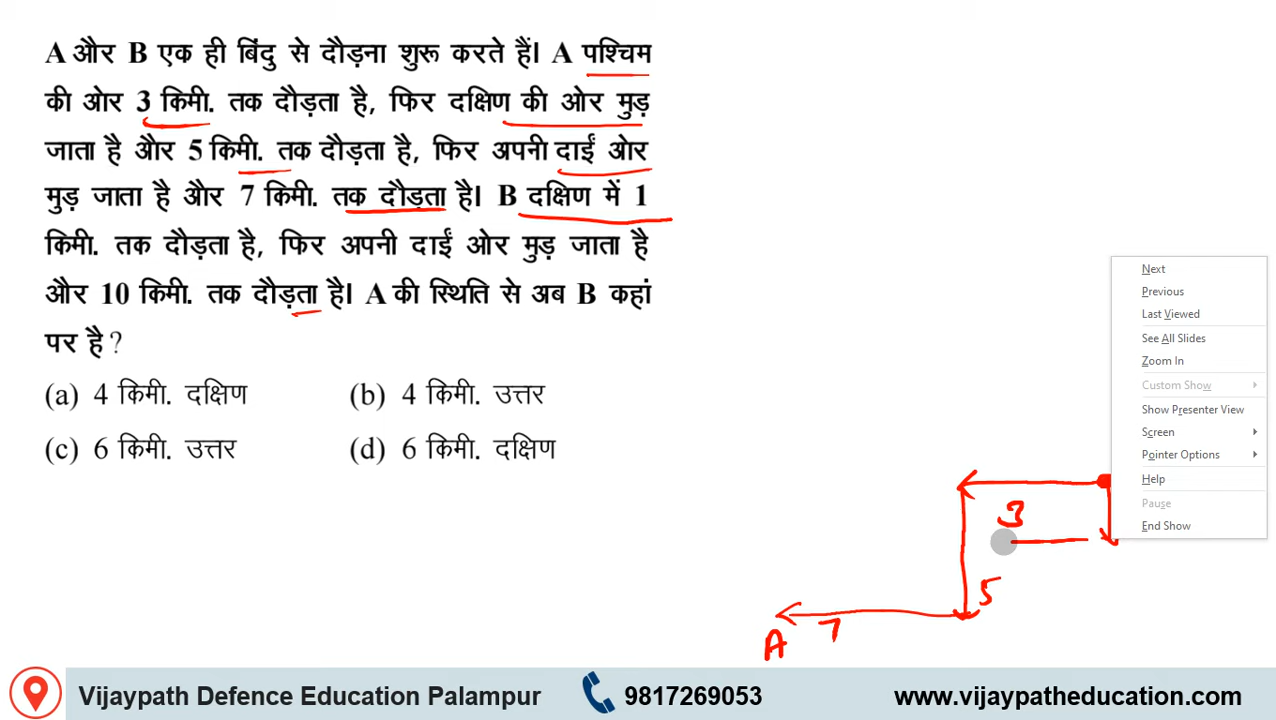 A और B एक ही बिंदु से दौड़ना शुरू करते हैं। A पश्चिम
की ओर 3 किमी. तक दौड़ता है, फिर दक्षिण की ओर मुड़
जाता है और 5 किमी. तक दौड़ता है, फिर अपनी दाईं ओर
मुड़ जाता है और 7 किमी. तक दौड़ता है। B दक्षिण में 1
किमी. तक दौड़ता है, फिर अपनी दाईं ओर मुड़ जाता है
और 10 किमी. तक दौड़ता है। A की स्थिति से अब B कहां
पर है?
(a) 4 किमी. दक्षिण (b) 4 किमी. उत्तर
(c) 6 किमी. उत्तर (d) 6 किमी. दक्षिण
Next
Previous
Last Viewed
See All Slides
Zoom In
Custom Show
Show Presenter View
Screen
Pointer Options
Help
Pause
End Show
3
5
7
A
Vijaypath Defence Education Palampur 9817269053 www.vijaypatheducation.com